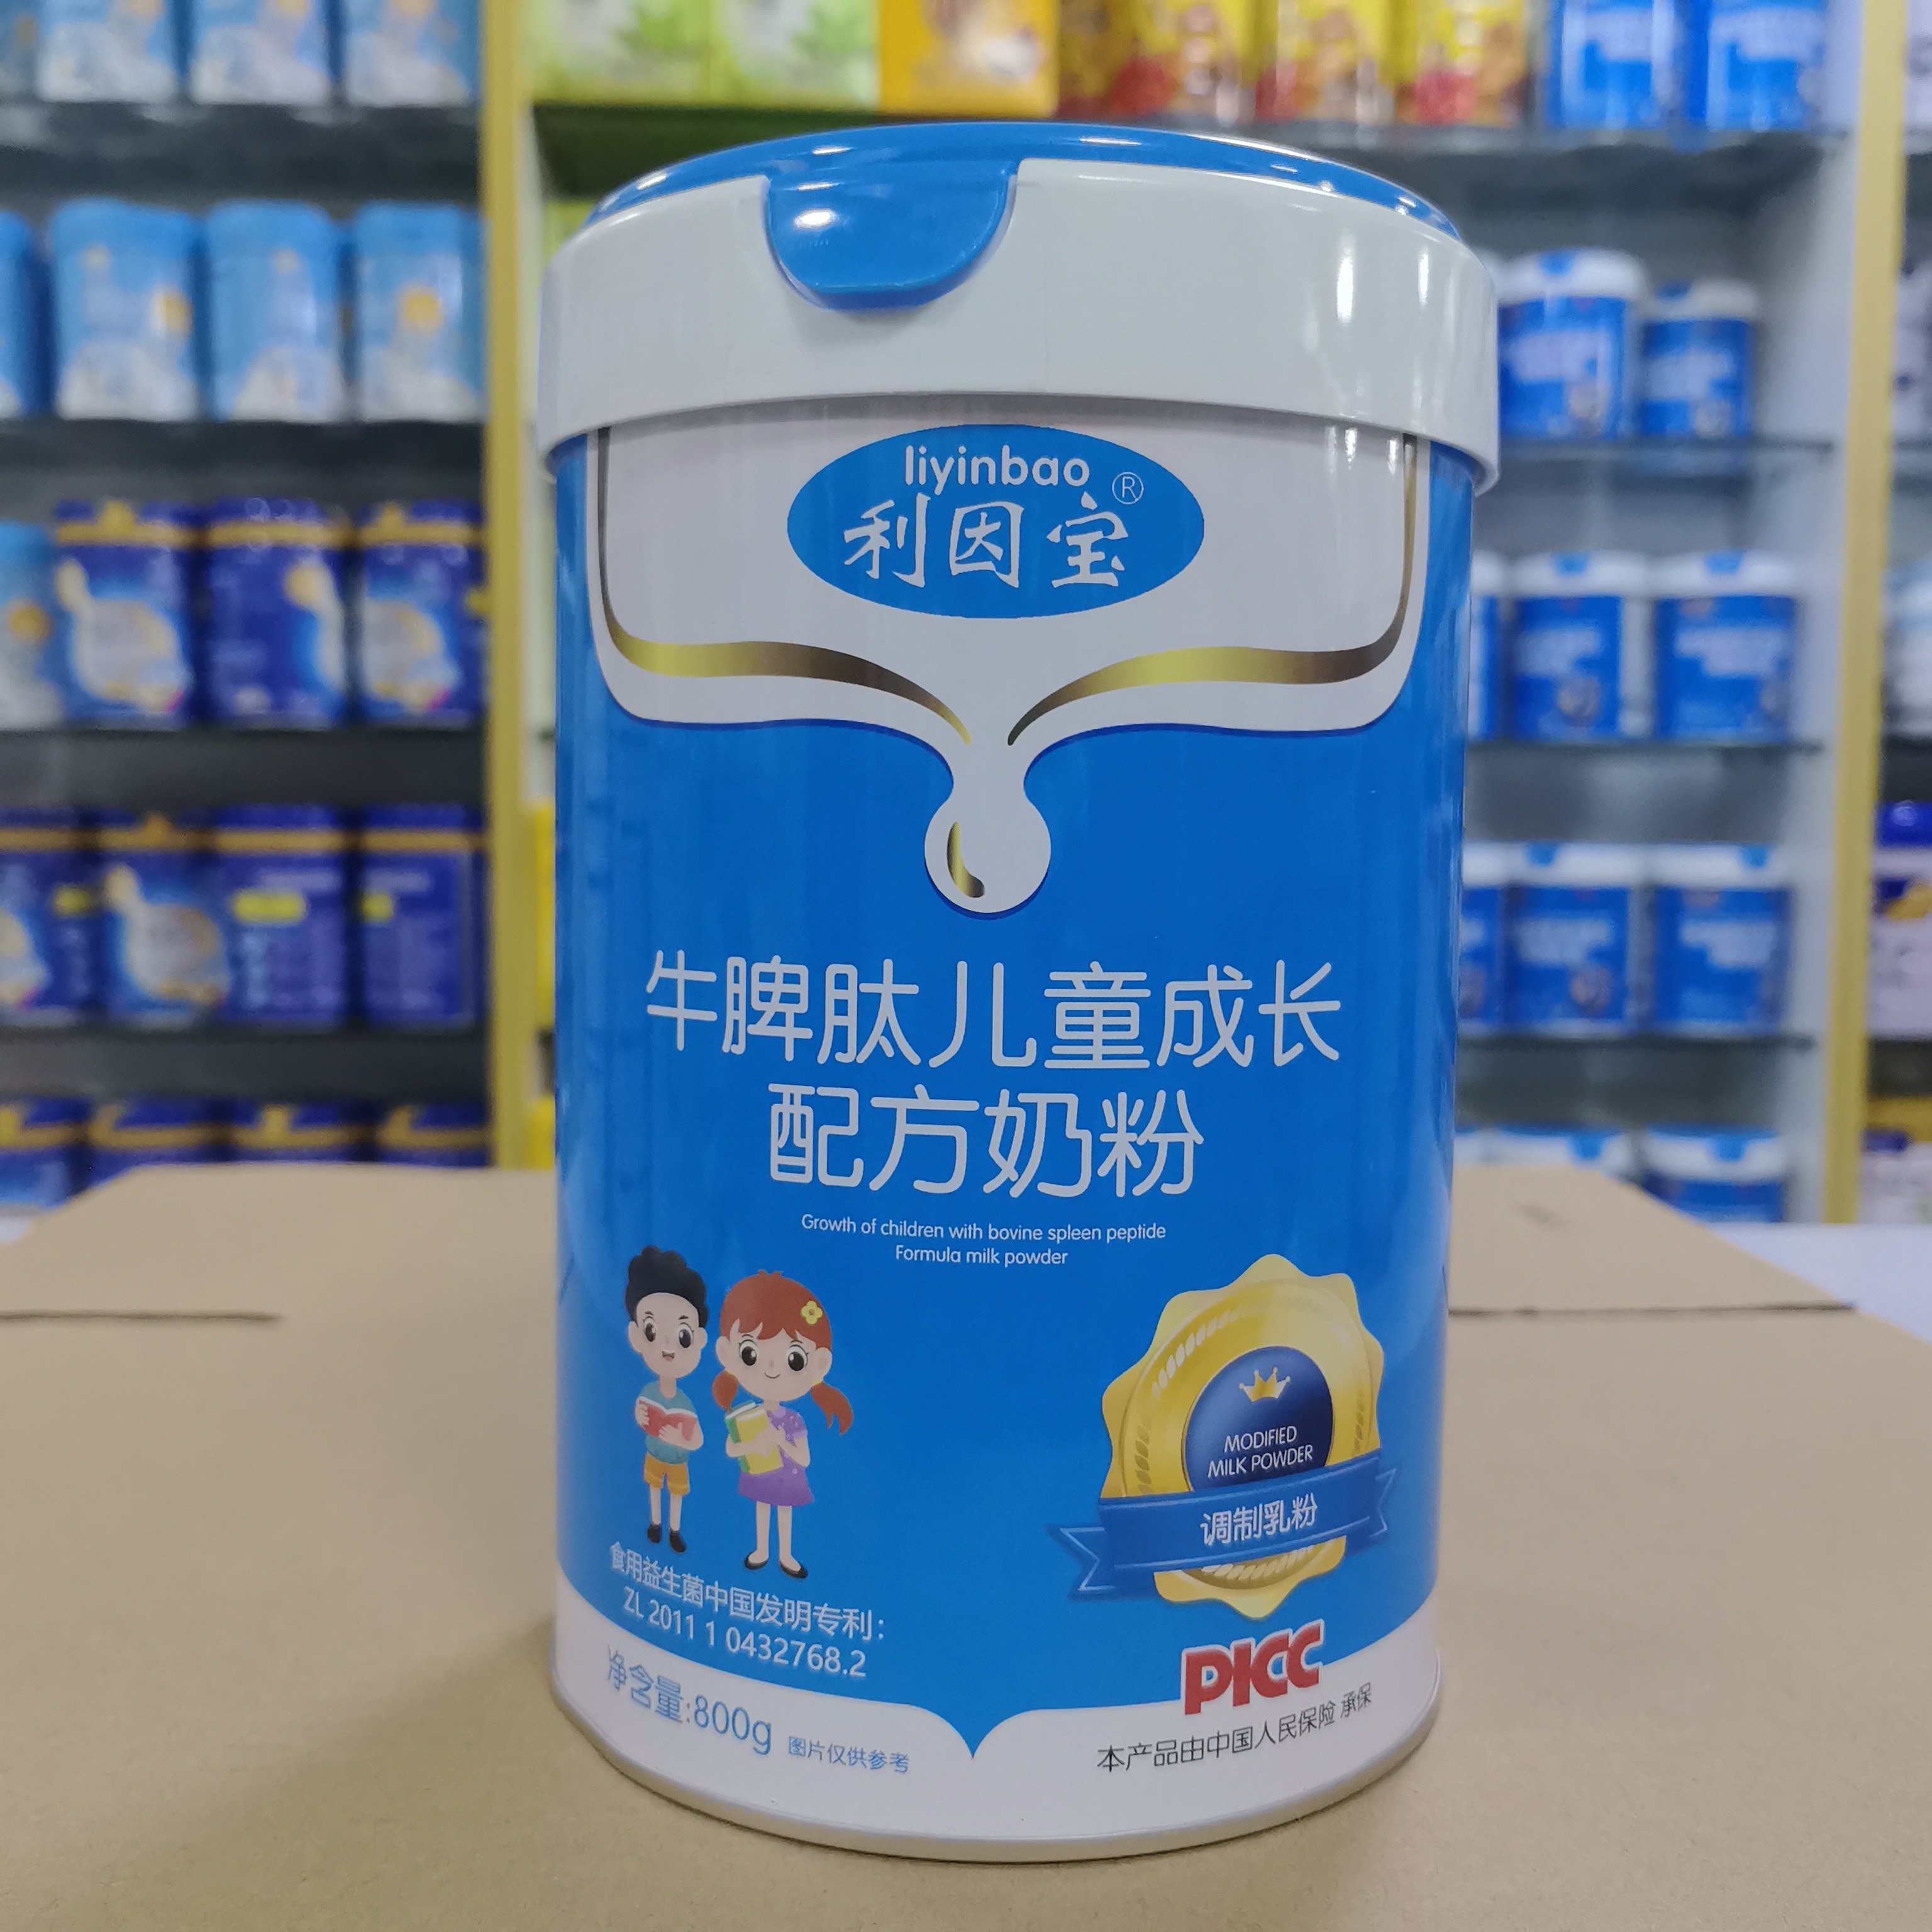 liyinbao
利因宝®
牛脾肽儿童成长
配方奶粉
Growth of children with bovine spleen peptide
Formula milk powder
MODIFIED
MILK POWDER
调制乳粉
食用益生菌中国发明专利：
ZL 2011 1 0432768.2
净含量:800g 图片仅供参考
PICC
本产品由中国人民保险 承保